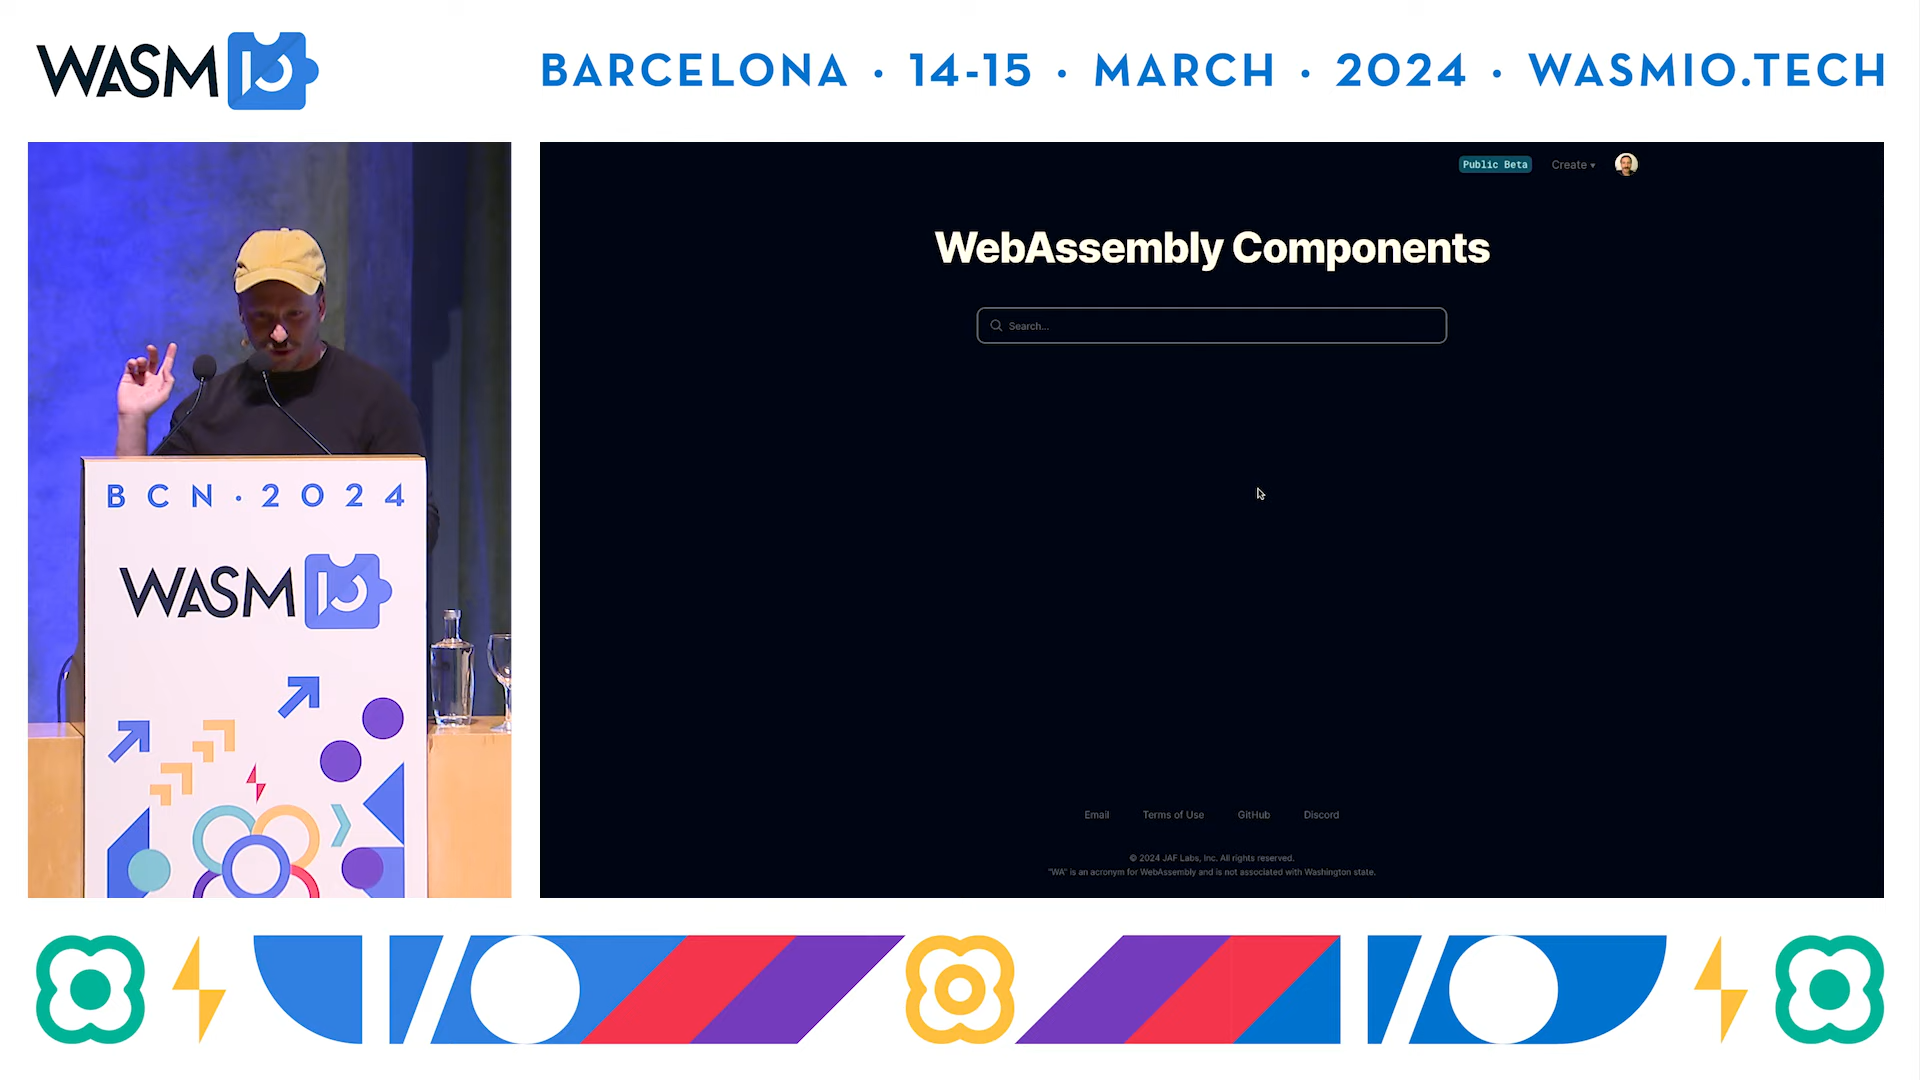 WASM IO
BARCELONA · 14-15 · MARCH · 2024 · WASMIO.TECH
BCN·2024
WASM IO
Public Beta
Create
WebAssembly Components
Search...
Email Terms of Use GitHub Discord
© 2024 JAF Labs, Inc. All rights reserved.
"WA" is an acronym for WebAssembly and is not associated with Washington state.